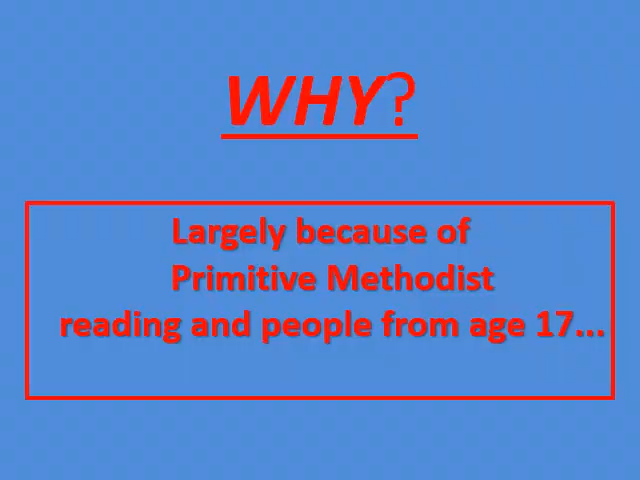 WHY?
Largely because of
Primitive Methodist
reading and people from age 17...